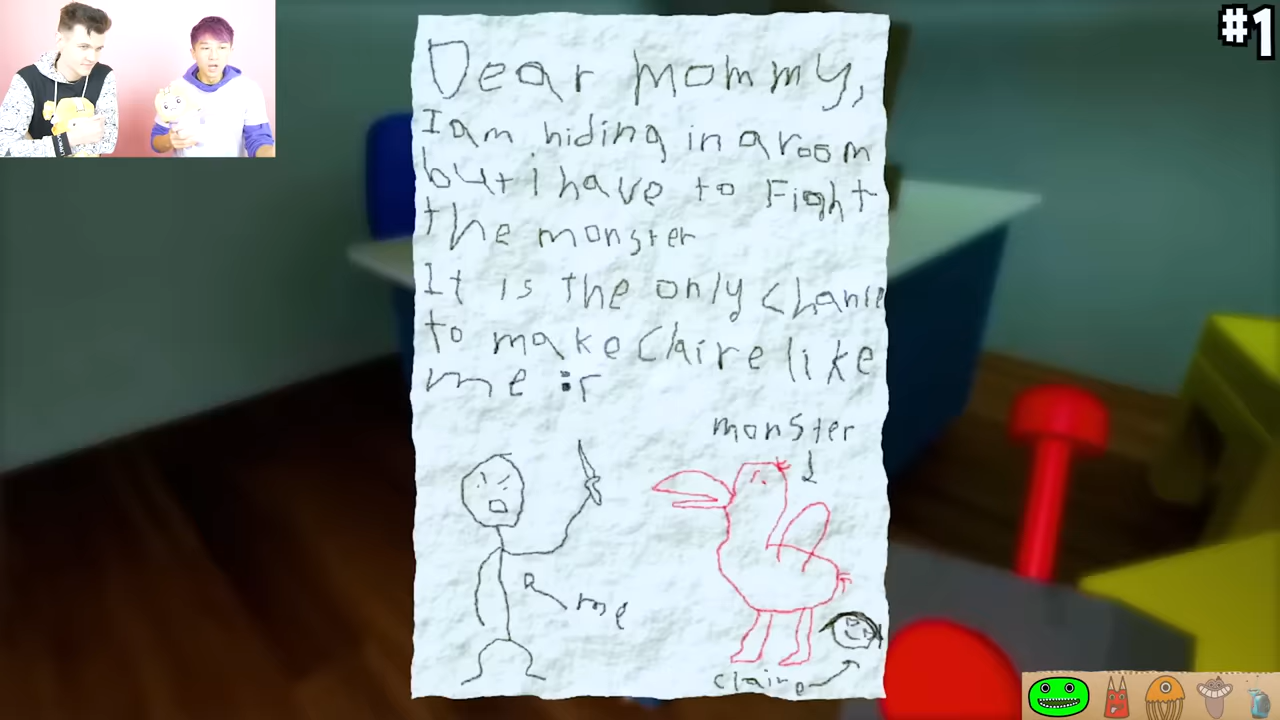 #1
Dear Mommy,
I am hiding in a room
but i have to Fight
the monster
It is the only chance
to make Claire like
me :r
monster
me
claire